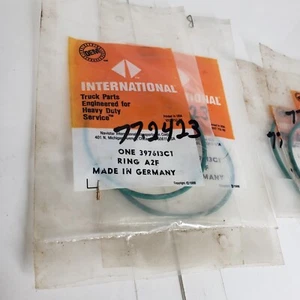 INTERNATIONAL
Truck Parts
Engineered for
Heavy Duty
Service
772423
ONE 397613C1
RING A2F
MADE IN GERMANY